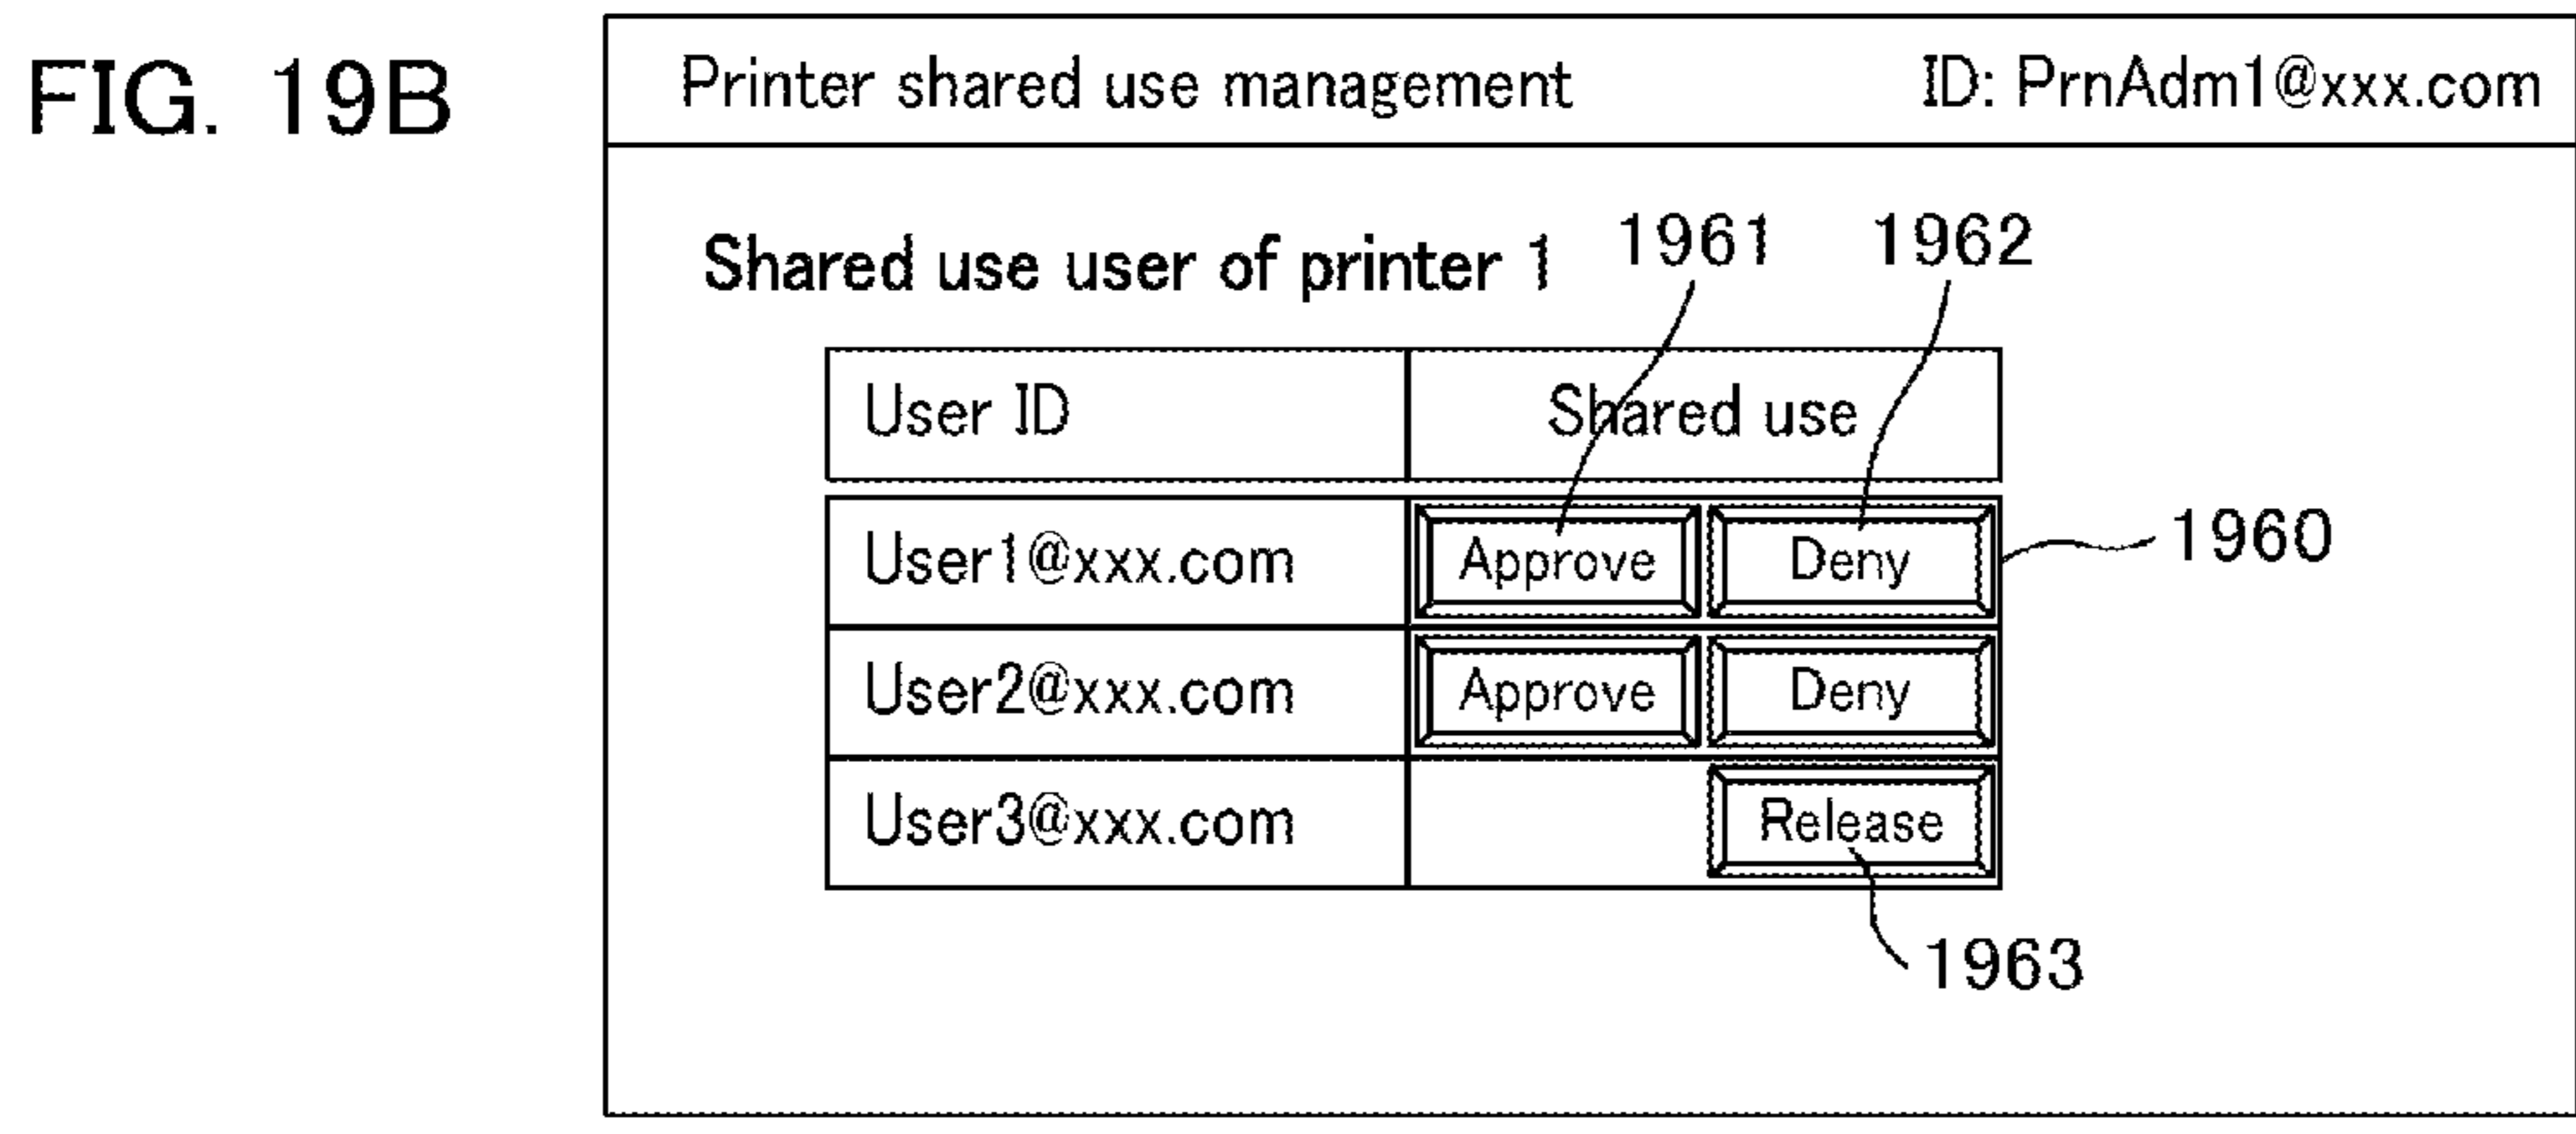 FIG. 19B
Printer shared use management ID: PrnAdm1@xxx.com
Shared use user of printer 1 1961 1962
User ID Shared use
User1@xxx.com Approve Deny 1960
User2@xxx.com Approve Deny
User3@xxx.com Release
1963